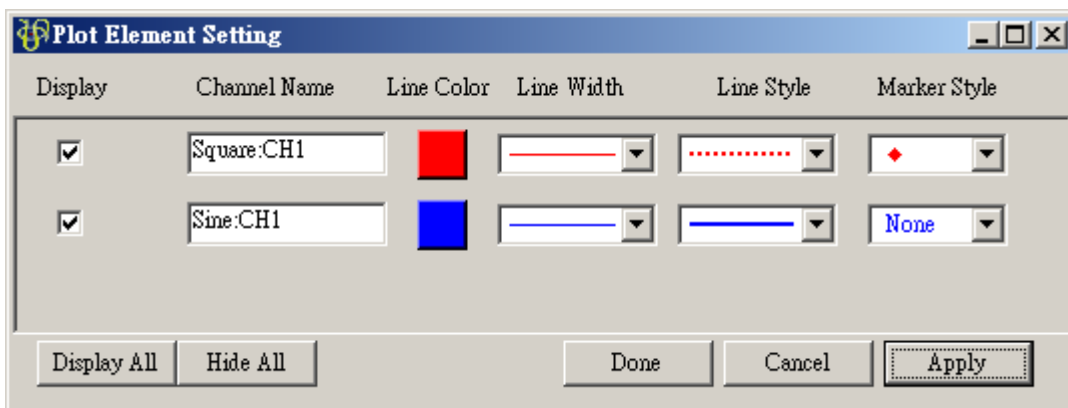 Plot Element Setting
Display Channel Name Line Color Line Width Line Style Marker Style
Square:CH1
Sine:CH1 None
Display All Hide All Done Cancel Apply